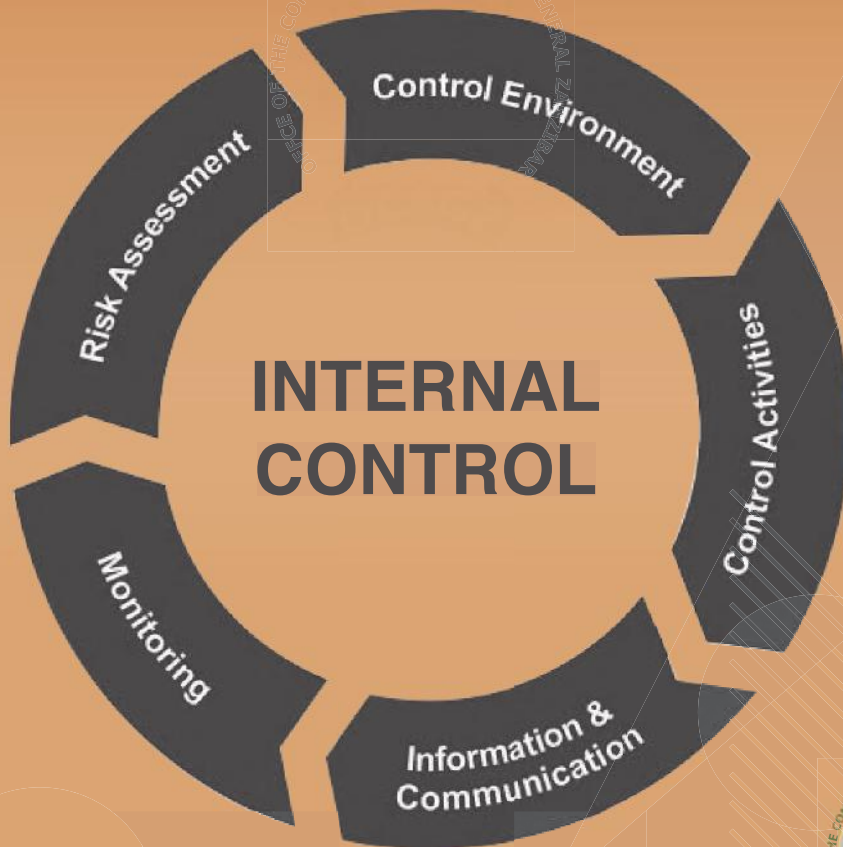 Control Environment
Control Activities
Information &
Communication
Monitoring
Risk Assessment
INTERNAL
CONTROL